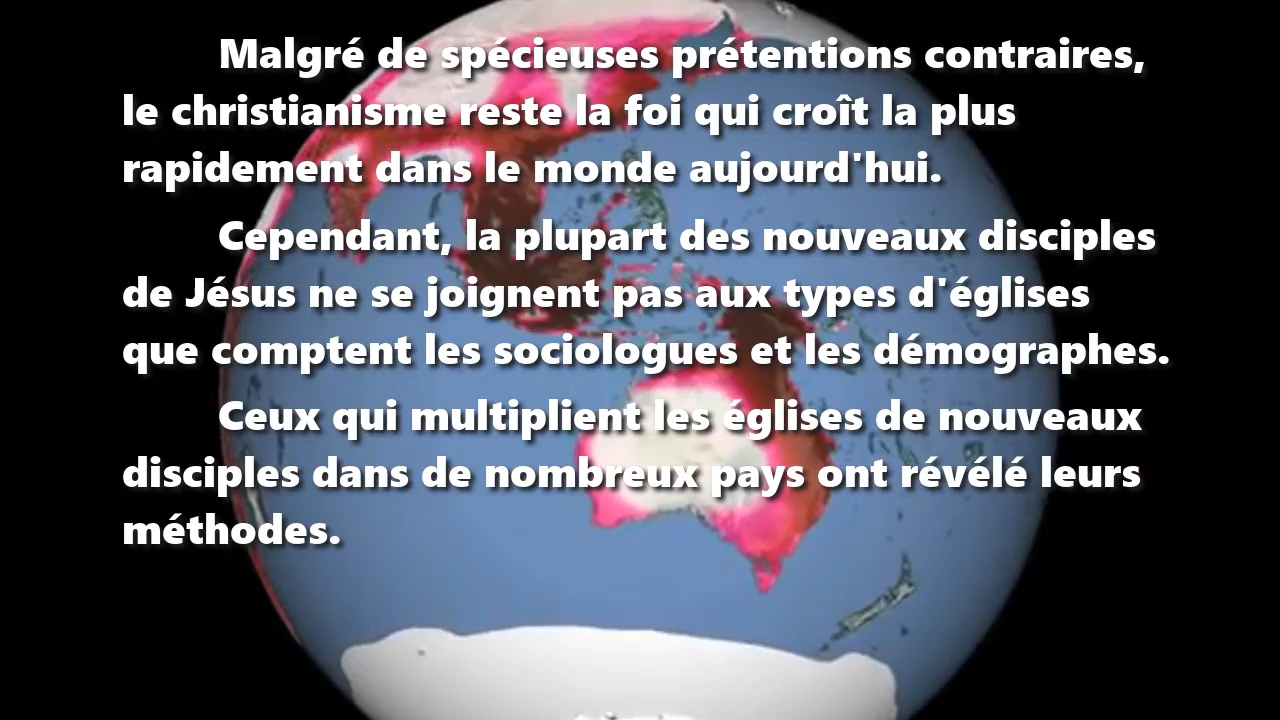 Malgré de spécieuses prétentions contraires,
le christianisme reste la foi qui croît la plus
rapidement dans le monde aujourd'hui.
Cependant, la plupart des nouveaux disciples
de Jésus ne se joignent pas aux types d'églises
que comptent les sociologues et les démographes.
Ceux qui multiplient les églises de nouveaux
disciples dans de nombreux pays ont révélé leurs
méthodes.